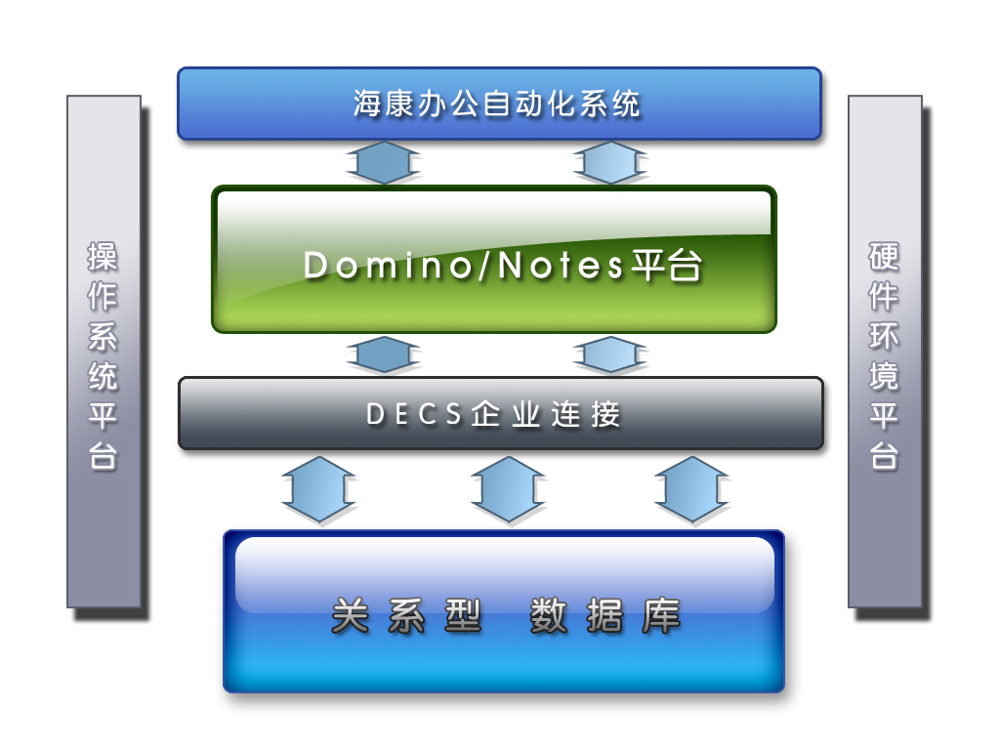 海康办公自动化系统
操作系统平台
Domino/Notes平台
硬件环境平台
DECS企业连接
关系型 数据库